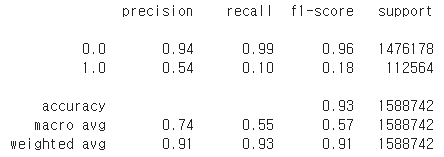 precision recall f1-score support
0.0 0.94 0.99 0.96 1476178
1.0 0.54 0.10 0.18 112564
accuracy 0.93 1588742
macro avg 0.74 0.55 0.57 1588742
weighted avg 0.91 0.93 0.91 1588742